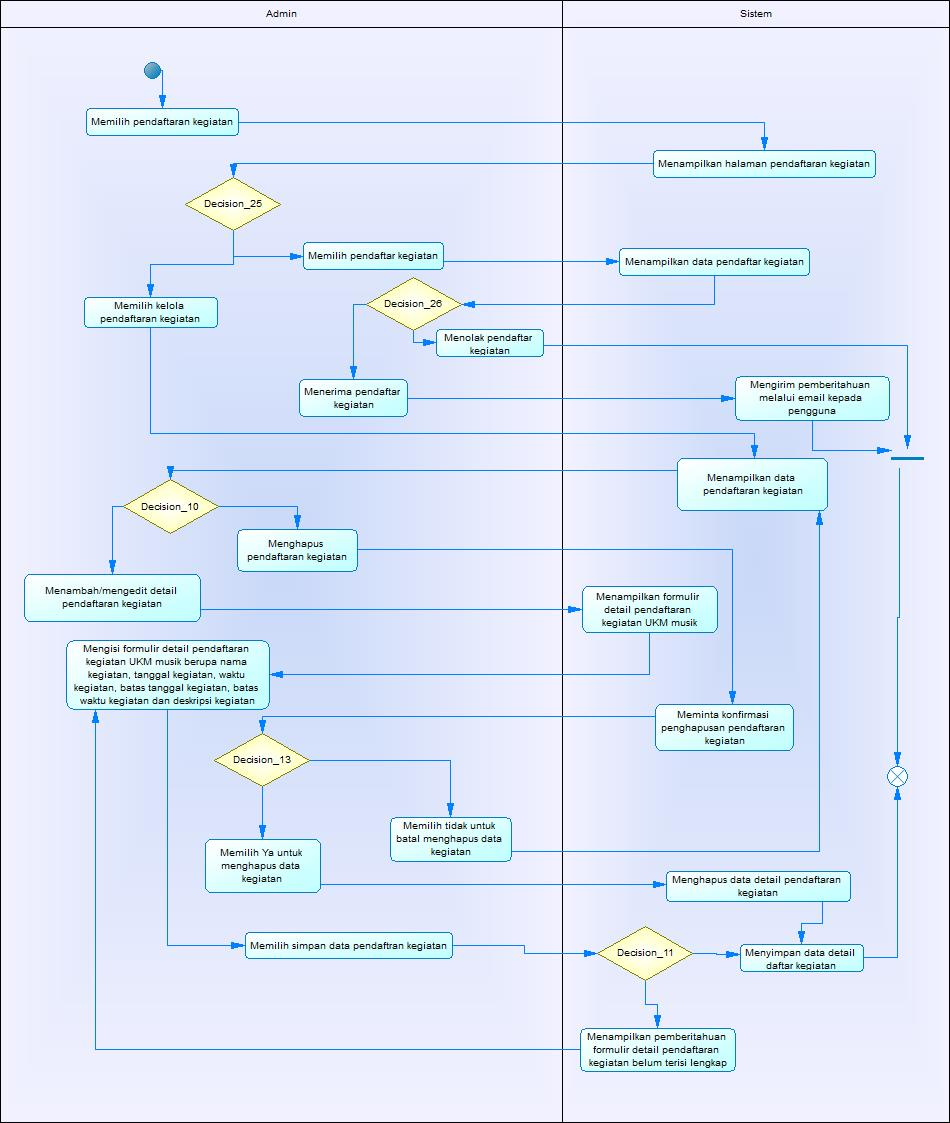 Admin
Sistem
Memilih pendaftaran kegiatan
Menampilkan halaman pendaftaran kegiatan
Decision_25
Memilih pendaftar kegiatan
Menampilkan data pendaftar kegiatan
Memilih kelola
pendaftaran kegiatan
Decision_26
Menolak pendaftar
kegiatan
Menerima pendaftar
kegiatan
Mengirim pemberitahuan
melalui email kepada
pengguna
Menampilkan data
pendaftaran kegiatan
Decision_10
Menghapus
pendaftaran kegiatan
Menambah/mengedit detail
pendaftaran kegiatan
Menampilkan formulir
detail pendaftaran
kegiatan UKM musik
Mengisi formulir detail pendaftaran
kegiatan UKM musik berupa nama
kegiatan, tanggal kegiatan, waktu
kegiatan, batas tanggal kegiatan, batas
waktu kegiatan dan deskripsi kegiatan
Meminta konfirmasi
penghapusan pendaftaran
kegiatan
Decision_13
Memilih tidak untuk
batal menghapus data
kegiatan
Memilih Ya untuk
menghapus data
kegiatan
Menghapus data detail pendaftaran
kegiatan
Memilih simpan data pendaftran kegiatan
Decision_11
Menyimpan data detail
daftar kegiatan
Menampilkan pemberitahuan
formulir detail pendaftaran
kegiatan belum terisi lengkap